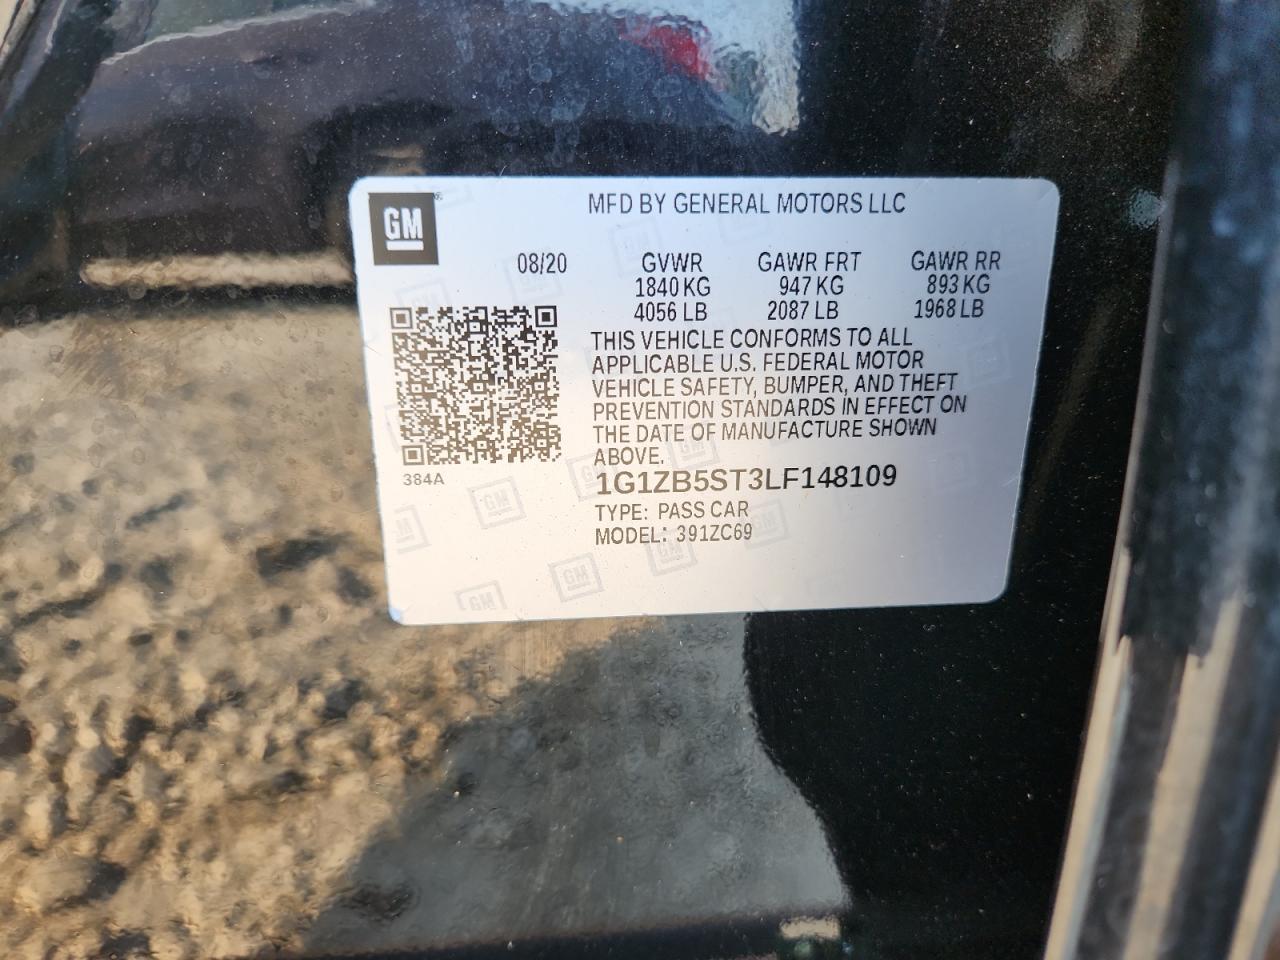 GM
MFD BY GENERAL MOTORS LLC
08/20
GVWR GAWR FRT GAWR RR
1840 KG 947 KG 893 KG
4056 LB 2087 LB 1968 LB
THIS VEHICLE CONFORMS TO ALL
APPLICABLE U.S. FEDERAL MOTOR
VEHICLE SAFETY, BUMPER, AND THEFT
PREVENTION STANDARDS IN EFFECT ON
THE DATE OF MANUFACTURE SHOWN
ABOVE.
384A
1G1ZB5ST3LF148109
TYPE: PASS CAR
MODEL: 391ZC69